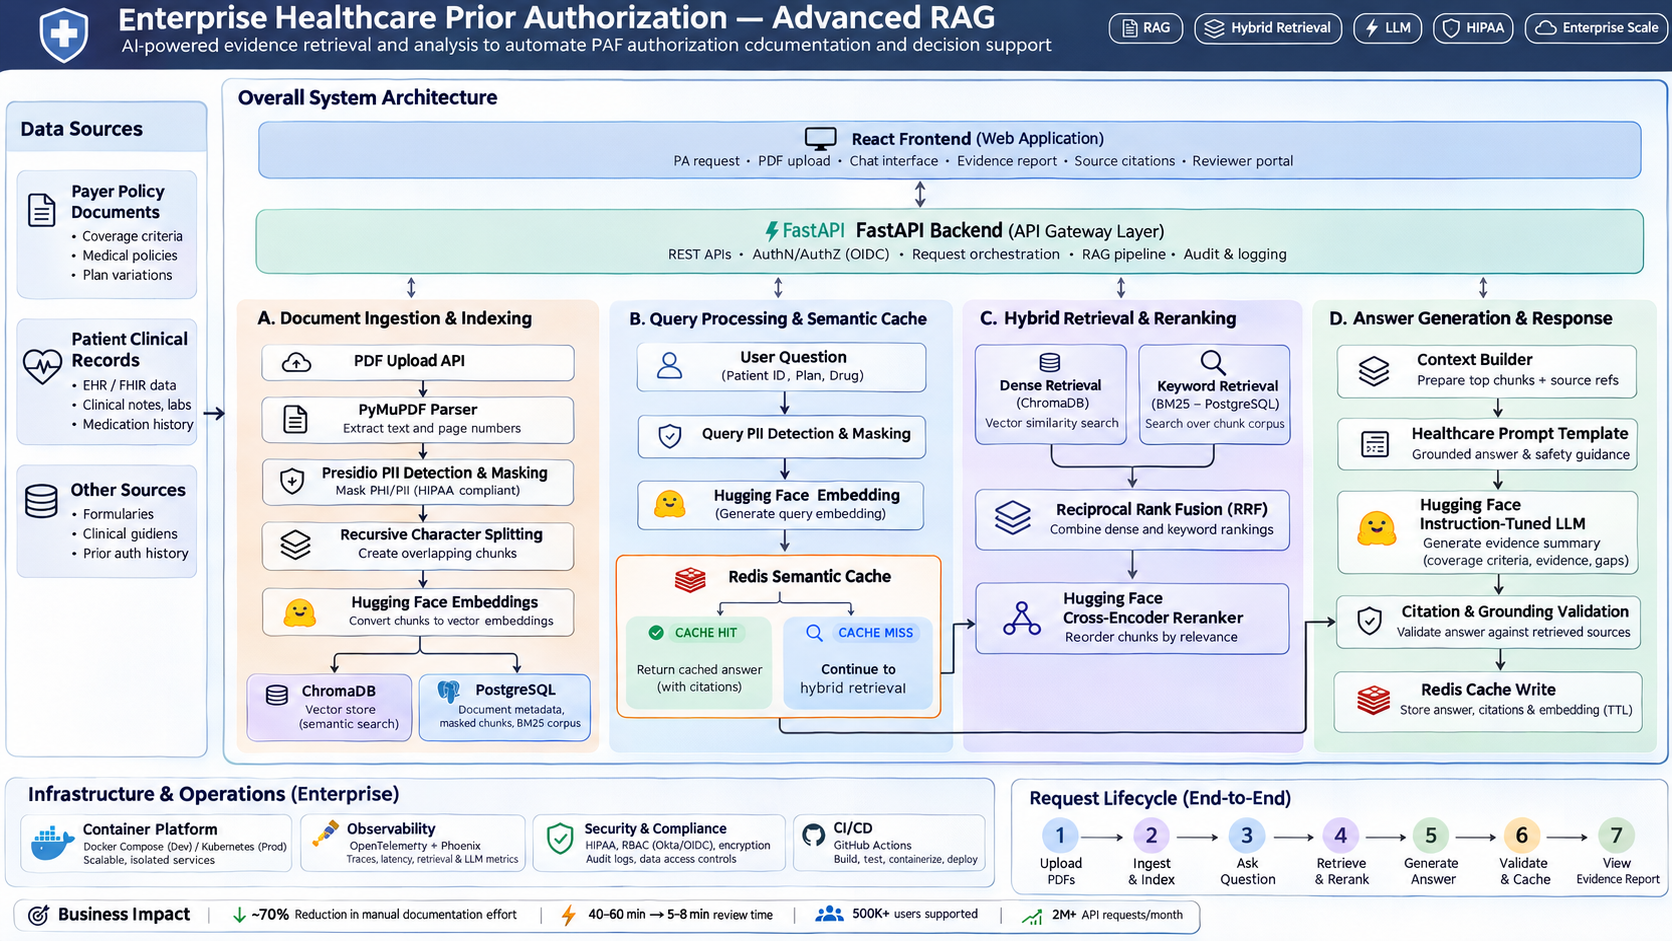 Enterprise Healthcare Prior Authorization — Advanced RAG
AI-powered evidence retrieval and analysis to automate PAF authorization cdcumentation and decision support
RAG
Hybrid Retrieval
LLM
HIPAA
Enterprise Scale
Data Sources
Payer Policy
Documents
• Coverage criteria
• Medical policies
• Plan variations
Patient Clinical
Records
• EHR / FHIR data
• Clinical notes, labs
• Medication history
Other Sources
• Formularies
• Clinical guidiens
• Prior auth history
Overall System Architecture
React Frontend (Web Application)
PA request • PDF upload • Chat interface • Evidence report • Source citations • Reviewer portal
FastAPI FastAPI Backend (API Gateway Layer)
REST APIs • AuthN/AuthZ (OIDC) • Request orchestration • RAG pipeline • Audit & logging
A. Document Ingestion & Indexing
PDF Upload API
PyMuPDF Parser
Extract text and page numbers
Presidio PII Detection & Masking
Mask PHI/PII (HIPAA compliant)
Recursive Character Splitting
Create overlapping chunks
Hugging Face Embeddings
Convert chunks to vector embeddings
ChromaDB
Vector store
(semantic search)
PostgreSQL
Document metadata,
masked chunks, BM25 corpus
B. Query Processing & Semantic Cache
User Question
(Patient ID, Plan, Drug)
Query PII Detection & Masking
Hugging Face Embedding
(Generate query embedding)
Redis Semantic Cache
CACHE HIT
Return cached answer
(with citations)
CACHE MISS
Continue to
hybrid retrieval
C. Hybrid Retrieval & Reranking
Dense Retrieval
(ChromaDB)
Vector similarity search
Keyword Retrieval
(BM25 – PostgreSQL)
Search over chunk corpus
Reciprocal Rank Fusion (RRF)
Combine dense and keyword rankings
Hugging Face
Cross-Encoder Reranker
Reorder chunks by relevance
D. Answer Generation & Response
Context Builder
Prepare top chunks + source refs
Healthcare Prompt Template
Grounded answer & safety guidance
Hugging Face
Instruction-Tuned LLM
Generate evidence summary
(coverage criteria, evidence, gaps)
Citation & Grounding Validation
Validate answer against retrieved sources
Redis Cache Write
Store answer, citations & embedding (TTL)
Infrastructure & Operations (Enterprise)
Container Platform
Docker Compose (Dev) / Kubernetes (Prod)
Scalable, isolated services
Observability
OpenTelemerty + Phoenix
Traces, latency, retrieval & LLM metrics
Security & Compliance
HIPAA, RBAC (Okta/OIDC), encryption
Audit logs, data access controls
CI/CD
GitHub Actions
Build, test, containerize, deploy
Request Lifecycle (End-to-End)
1
Upload
PDFs
2
Ingest
& Index
3
Ask
Question
4
Retrieve
& Rerank
5
Generate
Answer
6
Validate
& Cache
7
View
Evidence Report
Business Impact
~70% Reduction in manual documentation effort
40–60 min → 5–8 min review time
500K+ users supported
2M+ API requests/month